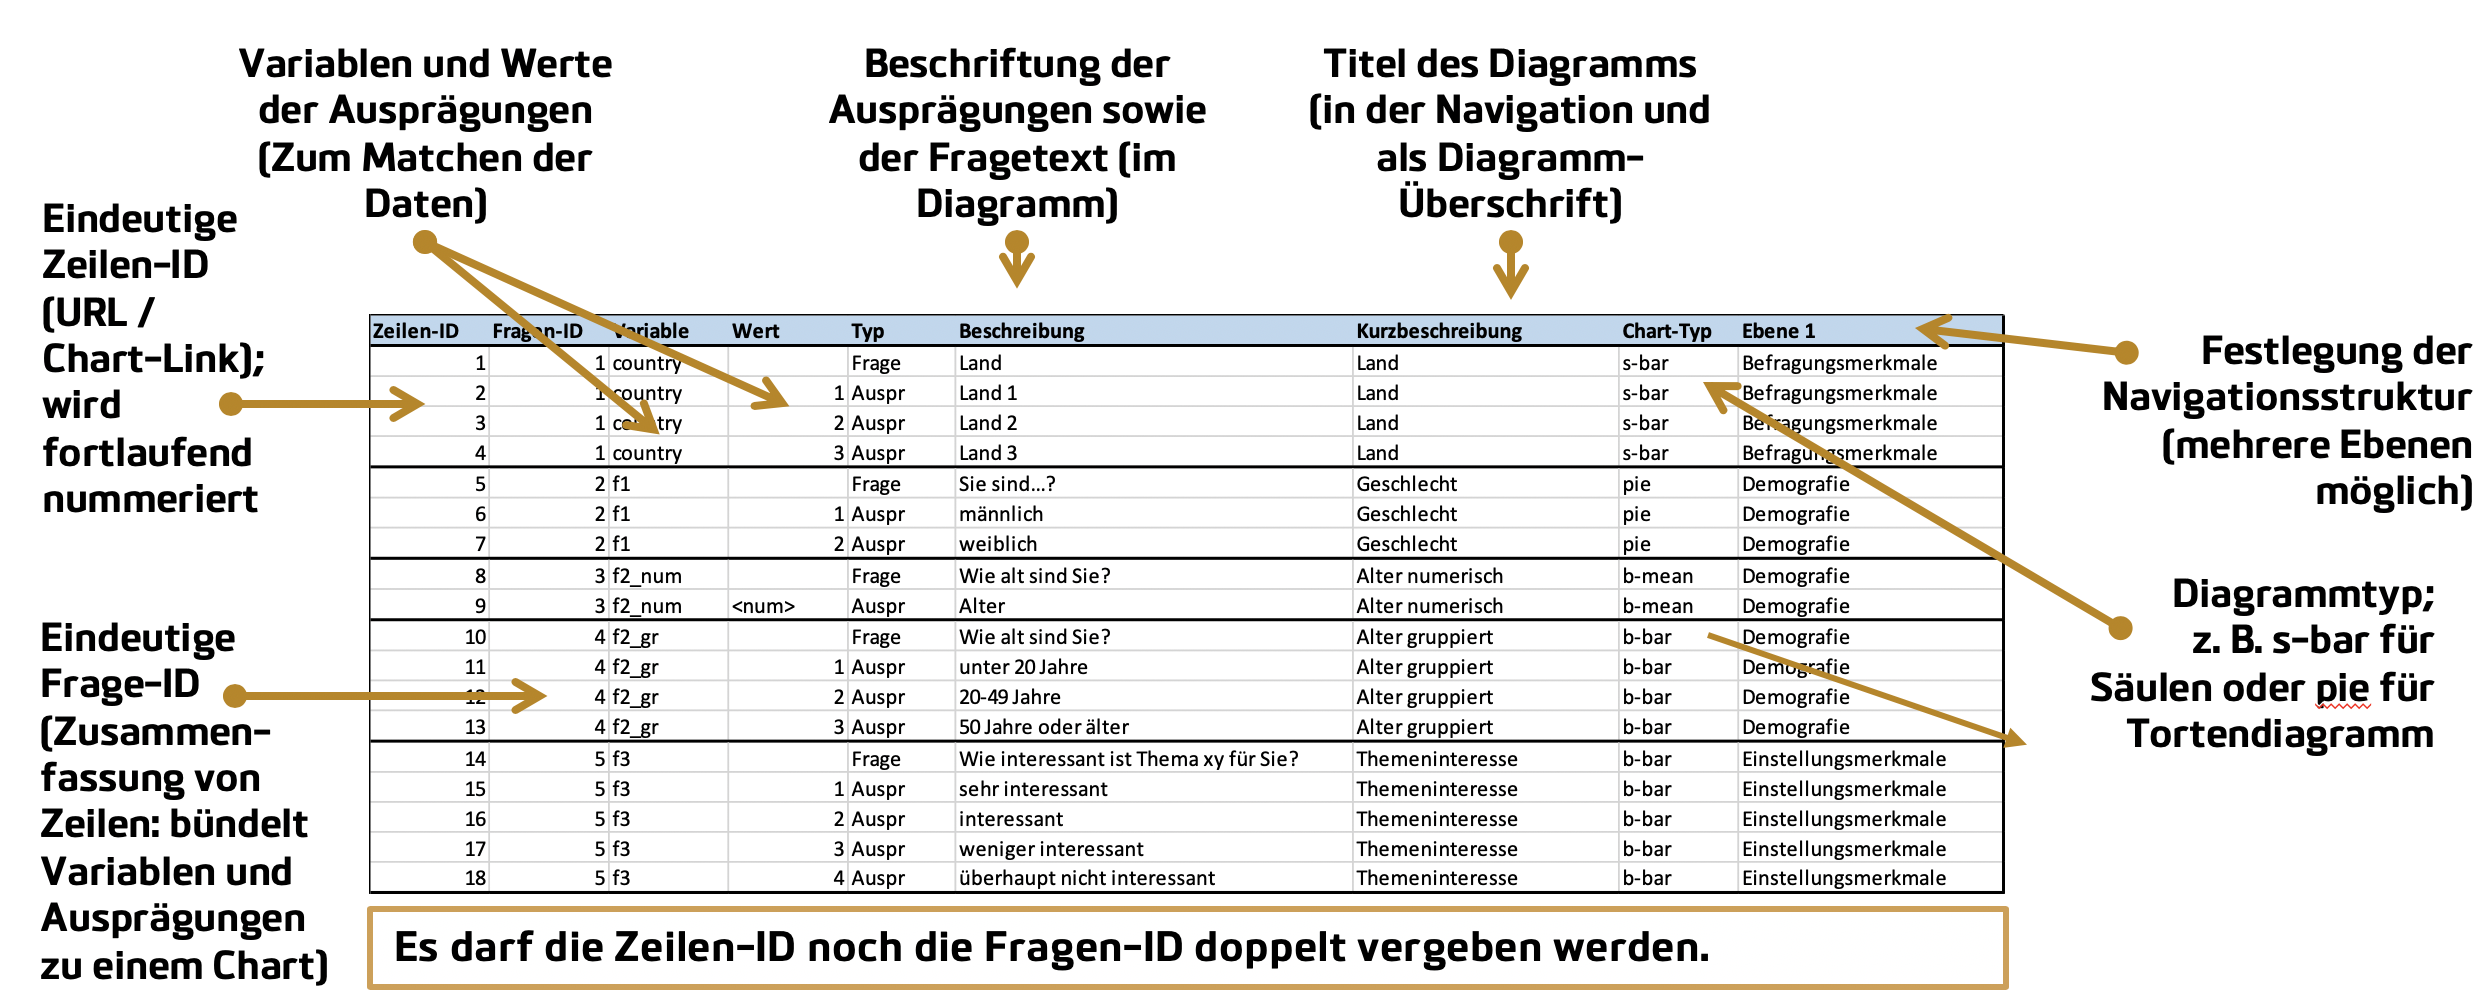 Variablen und Werte
der Ausprägungen
(Zum Matchen der
Daten)
Beschriftung der
Ausprägungen sowie
der Fragetext (im
Diagramm)
Titel des Diagramms
(in der Navigation und
als Diagramm-
Überschrift)
Eindeutige
Zeilen-ID
(URL /
Chart-Link);
wird
fortlaufend
nummeriert
Eindeutige
Frage-ID
(Zusammen-
fassung von
Zeilen: bündelt
Variablen und
Ausprägungen
zu einem Chart)
Zeilen-ID Fragen-ID Variable Wert Typ Beschreibung Kurzbeschreibung Chart-Typ Ebene 1
1 1 country Frage Land Land s-bar Befragungsmerkmale
2 1 country 1 Auspr Land 1 Land s-bar Befragungsmerkmale
3 1 country 2 Auspr Land 2 Land s-bar Befragungsmerkmale
4 1 country 3 Auspr Land 3 Land s-bar Befragungsmerkmale
5 2 f1 Frage Sie sind...? Geschlecht pie Demografie
6 2 f1 1 Auspr männlich Geschlecht pie Demografie
7 2 f1 2 Auspr weiblich Geschlecht pie Demografie
8 3 f2_num Frage Wie alt sind Sie? Alter numerisch b-mean Demografie
9 3 f2_num <num> Auspr Alter Alter numerisch b-mean Demografie
10 4 f2_gr Frage Wie alt sind Sie? Alter gruppiert b-bar Demografie
11 4 f2_gr 1 Auspr unter 20 Jahre Alter gruppiert b-bar Demografie
12 4 f2_gr 2 Auspr 20-49 Jahre Alter gruppiert b-bar Demografie
13 4 f2_gr 3 Auspr 50 Jahre oder älter Alter gruppiert b-bar Demografie
14 5 f3 Frage Wie interessant ist Thema xy für Sie? Themeninteresse b-bar Einstellungsmerkmale
15 5 f3 1 Auspr sehr interessant Themeninteresse b-bar Einstellungsmerkmale
16 5 f3 2 Auspr interessant Themeninteresse b-bar Einstellungsmerkmale
17 5 f3 3 Auspr weniger interessant Themeninteresse b-bar Einstellungsmerkmale
18 5 f3 4 Auspr überhaupt nicht interessant Themeninteresse b-bar Einstellungsmerkmale
Festlegung der
Navigationsstruktur
(mehrere Ebenen
möglich)
Diagrammtyp;
z. B. s-bar für
Säulen oder pie für
Tortendiagramm
Es darf die Zeilen-ID noch die Fragen-ID doppelt vergeben werden.